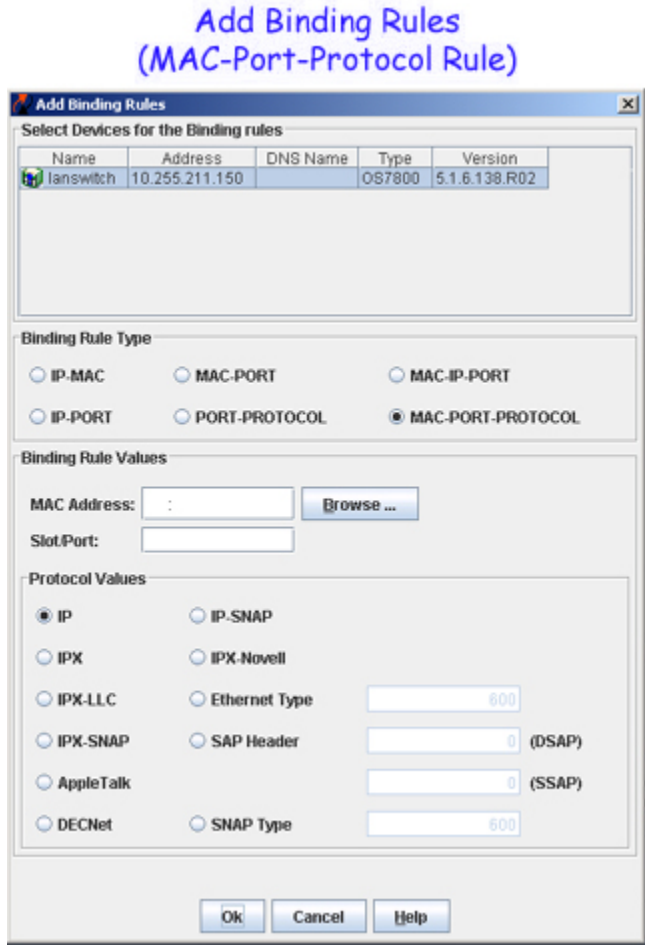 Add Binding Rules
(MAC-Port-Protocol Rule)
Add Binding Rules
Select Devices for the Binding rules
Name Address DNS Name Type Version
lanswitch 10.255.211.150 OS7800 5.1.6.138.R02
Binding Rule Type
IP-MAC MAC-PORT MAC-IP-PORT
IP-PORT PORT-PROTOCOL MAC-PORT-PROTOCOL
Binding Rule Values
MAC Address: : Browse ...
Slot/Port:
Protocol Values
IP IP-SNAP
IPX IPX-Novell
IPX-LLC Ethernet Type 600
IPX-SNAP SAP Header 0 (DSAP)
AppleTalk 0 (SSAP)
DECNet SNAP Type 600
Ok Cancel Help